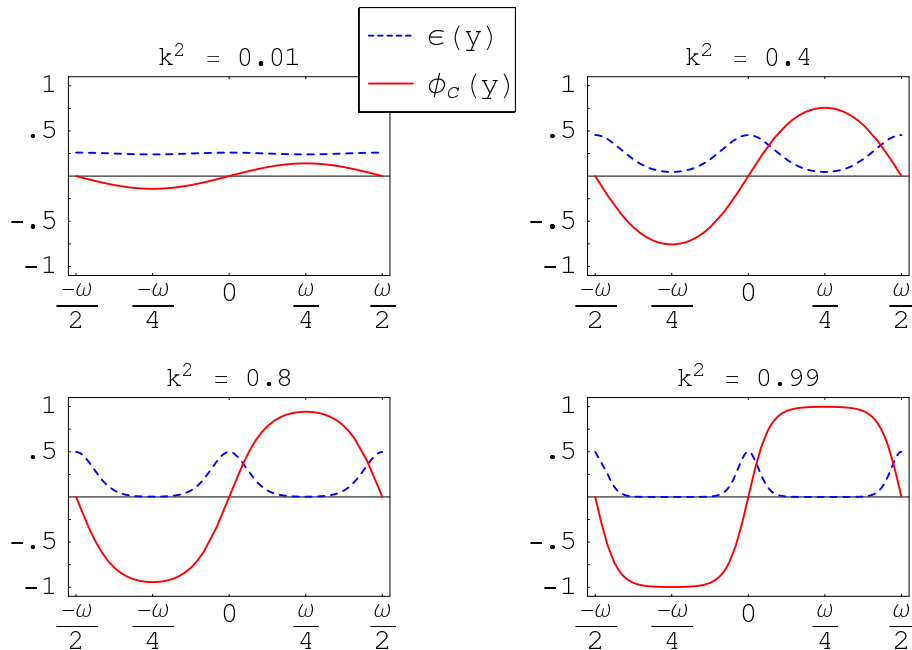 ∈(y)
ϕ_C(y)
k² = 0.01
1
.5
-.5
-1
-ω/2 -ω/4 0 ω/4 ω/2
k² = 0.4
1
.5
-.5
-1
-ω/2 -ω/4 0 ω/4 ω/2
k² = 0.8
1
.5
-.5
-1
-ω/2 -ω/4 0 ω/4 ω/2
k² = 0.99
1
.5
-.5
-1
-ω/2 -ω/4 0 ω/4 ω/2